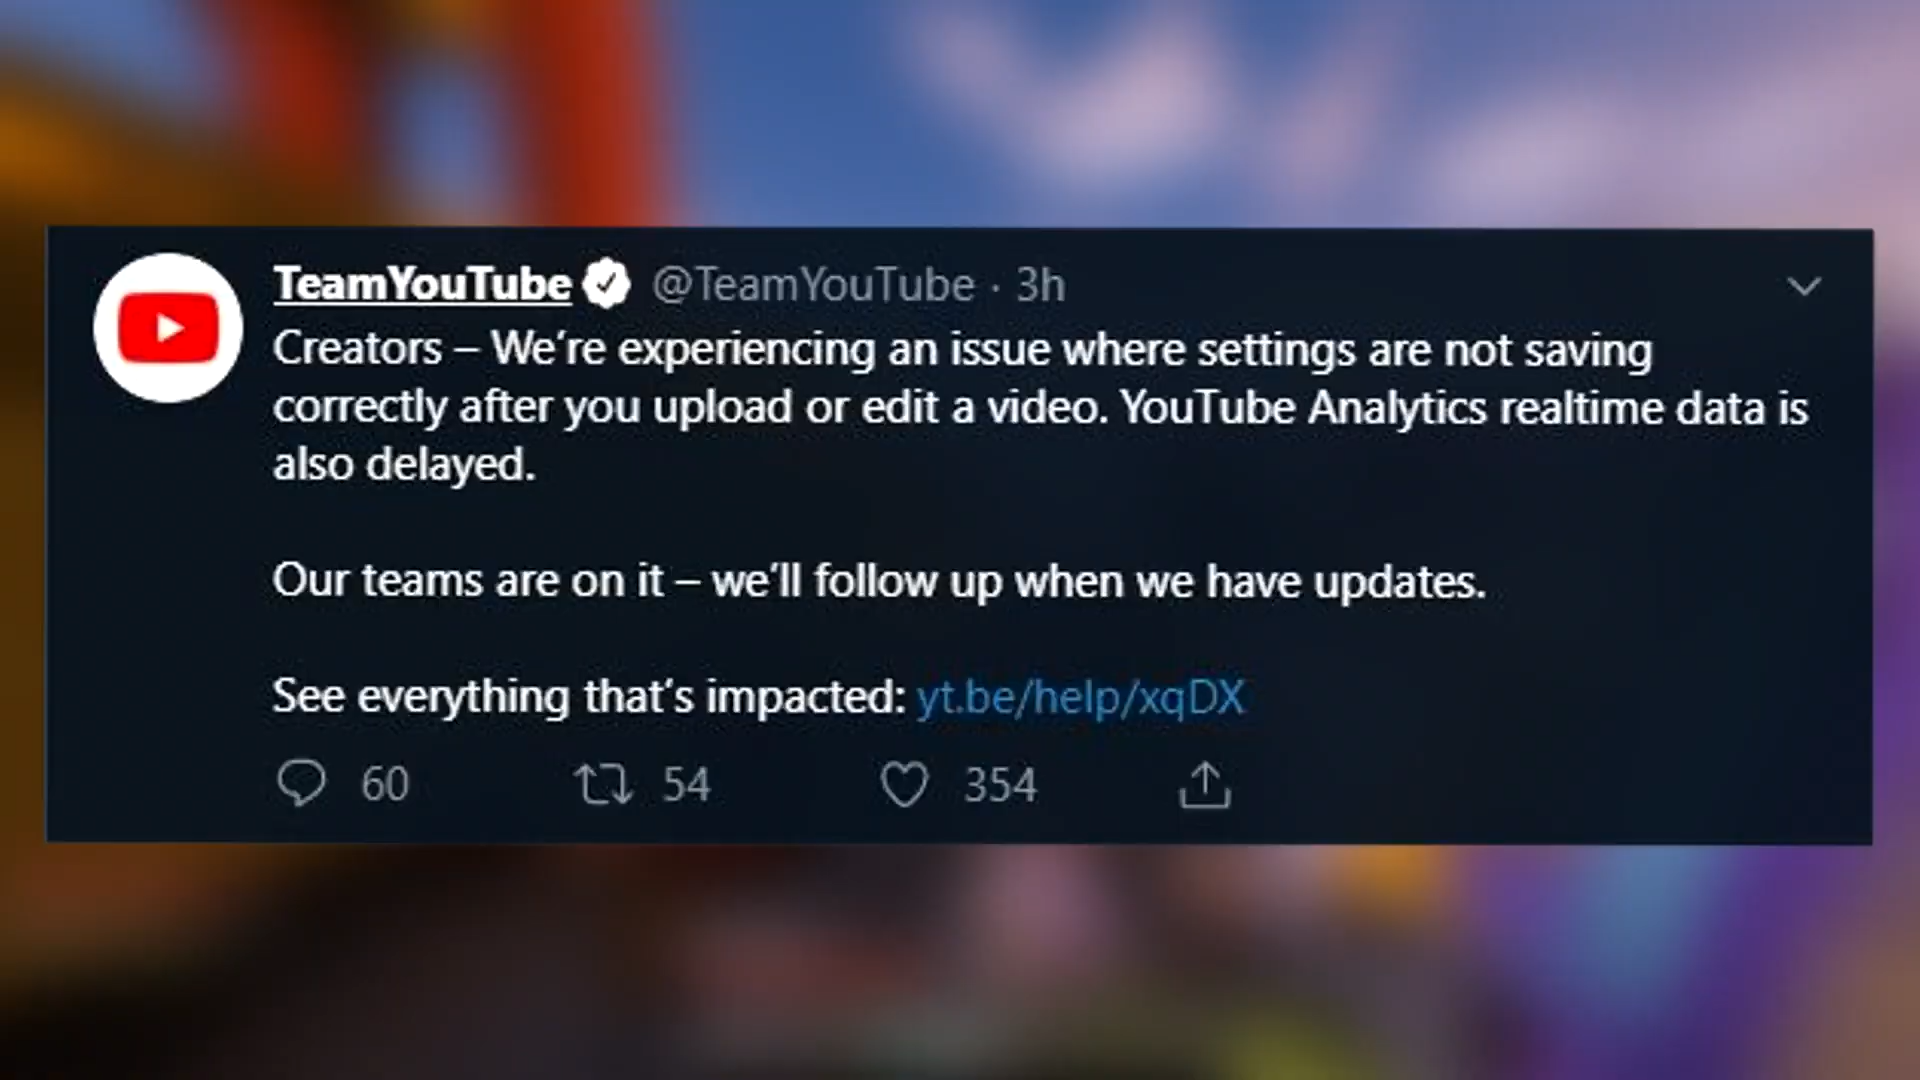 TeamYouTube @TeamYouTube · 3h
Creators – We’re experiencing an issue where settings are not saving
correctly after you upload or edit a video. YouTube Analytics realtime data is
also delayed.
Our teams are on it – we’ll follow up when we have updates.
See everything that’s impacted: yt.be/help/xqDX
60 54 354